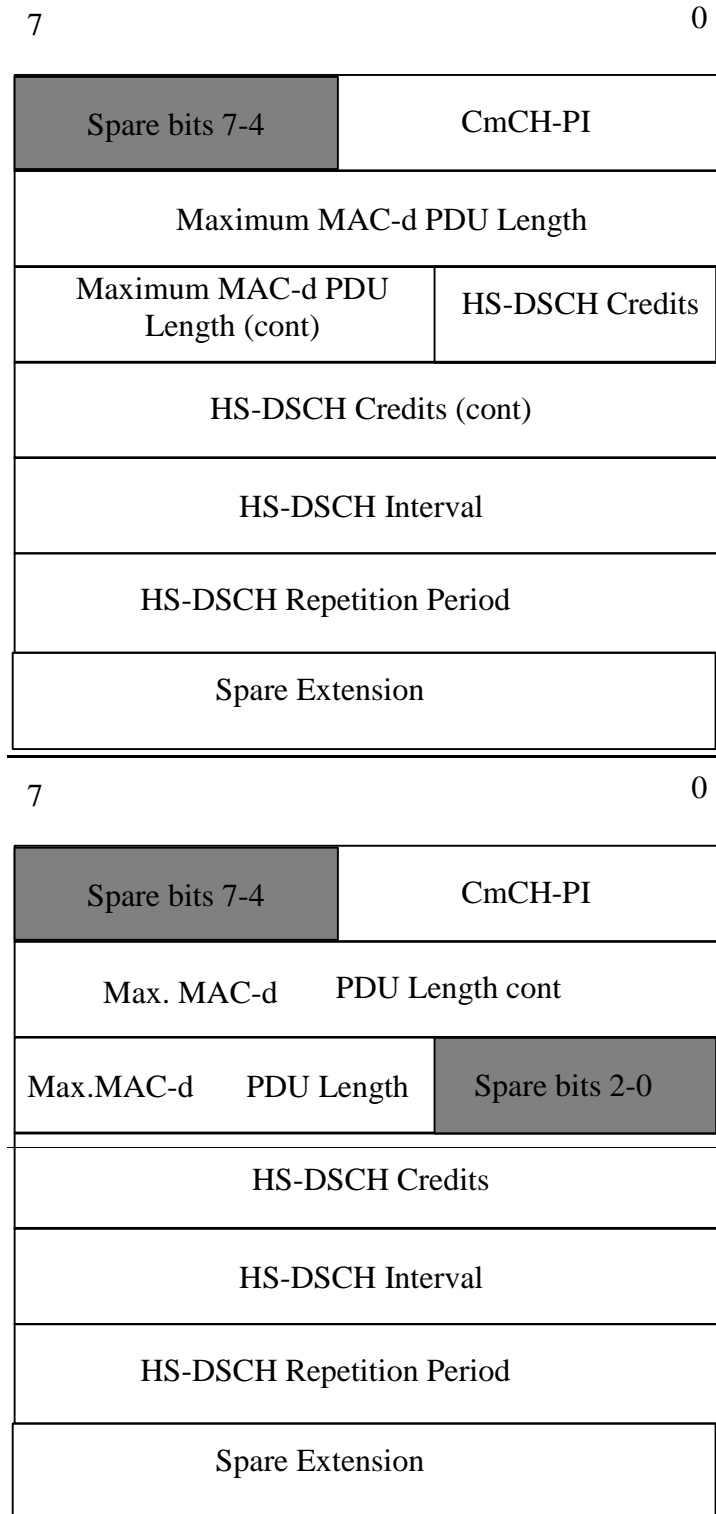 7 0
Spare bits 7-4 CmCH-PI
Maximum MAC-d PDU Length
Maximum MAC-d PDU
Length (cont)
HS-DSCH Credits
HS-DSCH Credits (cont)
HS-DSCH Interval
HS-DSCH Repetition Period
Spare Extension
7 0
Spare bits 7-4 CmCH-PI
Max. MAC-d PDU Length cont
Max.MAC-d PDU Length Spare bits 2-0
HS-DSCH Credits
HS-DSCH Interval
HS-DSCH Repetition Period
Spare Extension